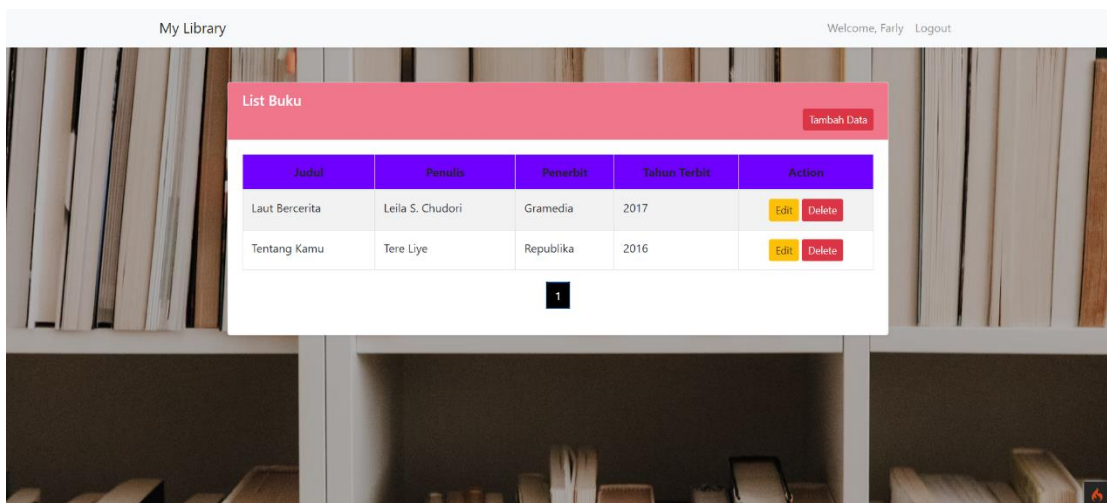 My Library Welcome, Farly Logout
List Buku
Tambah Data
Judul Penulis Penerbit Tahun Terbit Action
Laut Bercerita Leila S. Chudori Gramedia 2017 Edit Delete
Tentang Kamu Tere Liye Republika 2016 Edit Delete
1